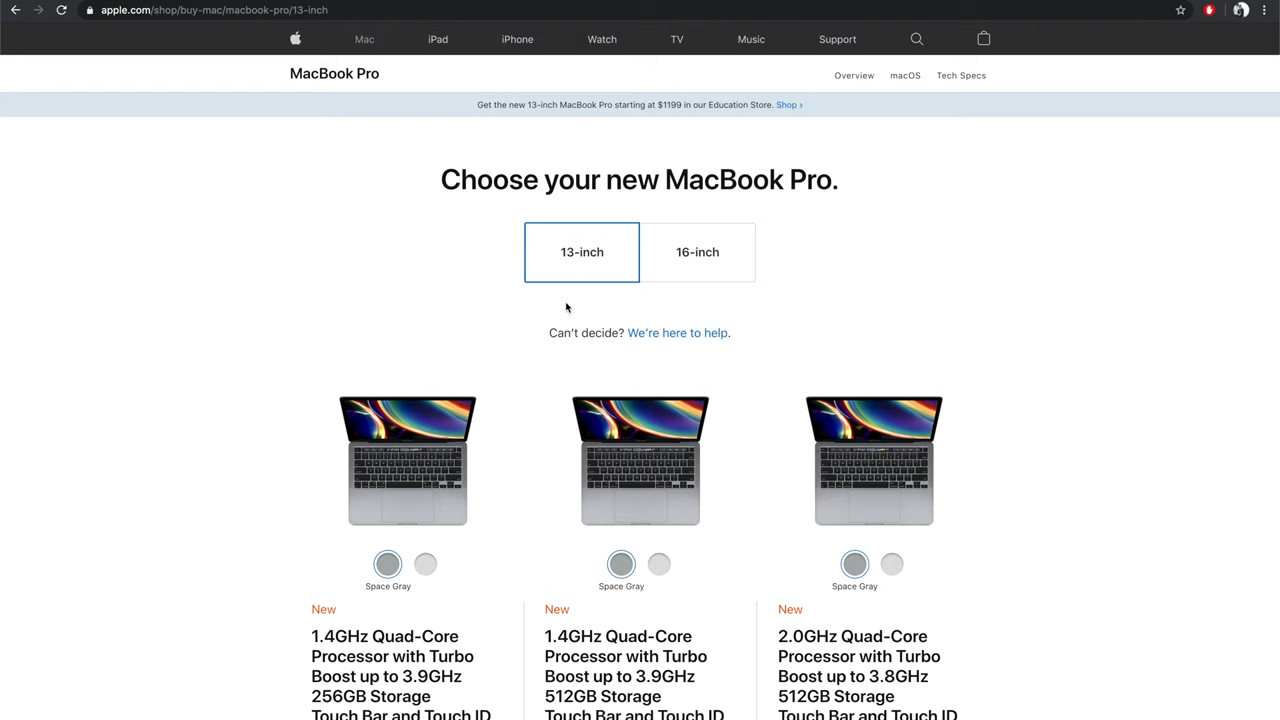 apple.com/shop/buy-mac/macbook-pro/13-inch
Mac iPad iPhone Watch TV Music Support
MacBook Pro
Overview macOS Tech Specs
Get the new 13-inch MacBook Pro starting at $1199 in our Education Store. Shop >
Choose your new MacBook Pro.
13-inch 16-inch
Can't decide? We're here to help.
Space Gray Space Gray Space Gray
New
1.4GHz Quad-Core
Processor with Turbo
Boost up to 3.9GHz
256GB Storage
Touch Bar and Touch ID
New
1.4GHz Quad-Core
Processor with Turbo
Boost up to 3.9GHz
512GB Storage
Touch Bar and Touch ID
New
2.0GHz Quad-Core
Processor with Turbo
Boost up to 3.8GHz
512GB Storage
Touch Bar and Touch ID